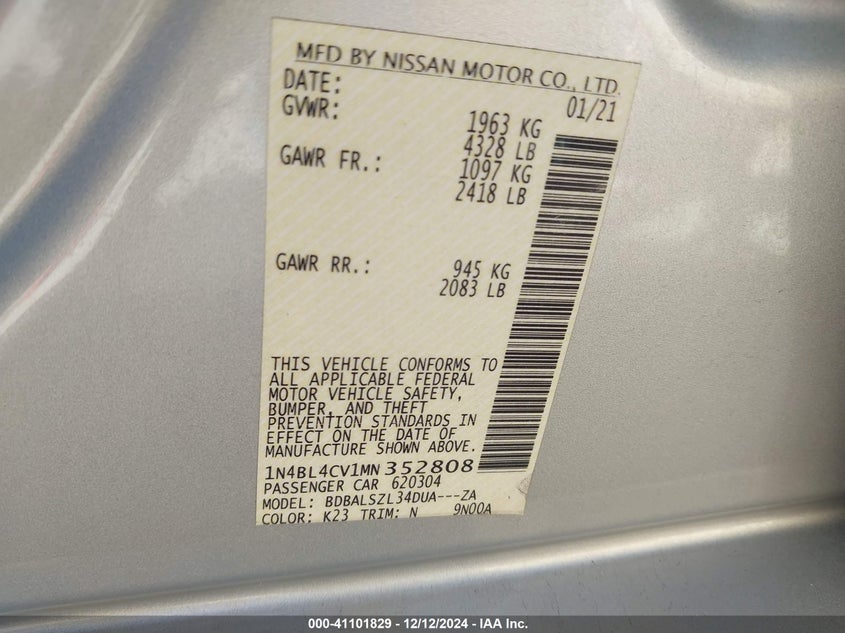 MFD BY NISSAN MOTOR CO., LTD.
DATE: 01/21
GVWR: 1963 KG
4328 LB
GAWR FR.: 1097 KG
2418 LB
GAWR RR.: 945 KG
2083 LB
THIS VEHICLE CONFORMS TO
ALL APPLICABLE FEDERAL
MOTOR VEHICLE SAFETY,
BUMPER, AND THEFT
PREVENTION STANDARDS IN
EFFECT ON THE DATE OF
MANUFACTURE SHOWN ABOVE.
1N4BL4CV1MN352808
PASSENGER CAR 620304
MODEL: BDBALSZL34DUA---ZA
COLOR: K23 TRIM: N 9N00A
000-41101829 - 12/12/2024 - IAA Inc.